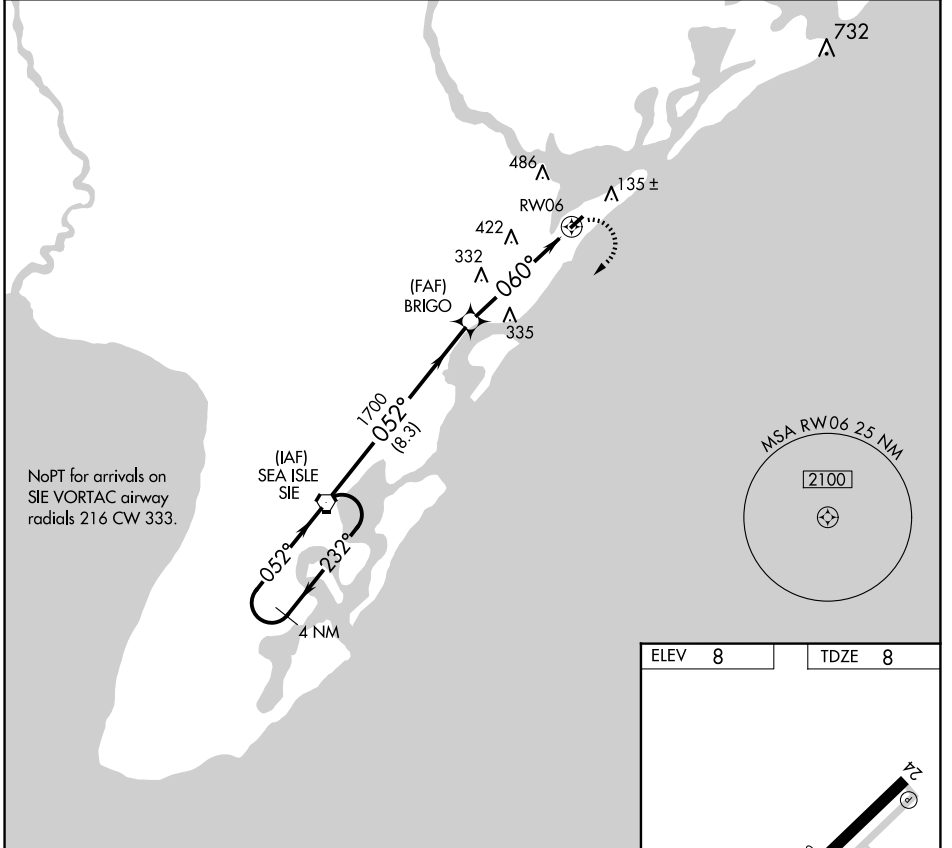 732
486
135 ±
RW06
422
332
060°
(FAF)
BRIGO
335
1700
052°
(8.3)
(IAF)
SEA ISLE
SIE
NoPT for arrivals on
SIE VORTAC airway
radials 216 CW 333.
052°
232°
4 NM
MSA RW06 25 NM
2100
ELEV 8
TDZE 8
24
P